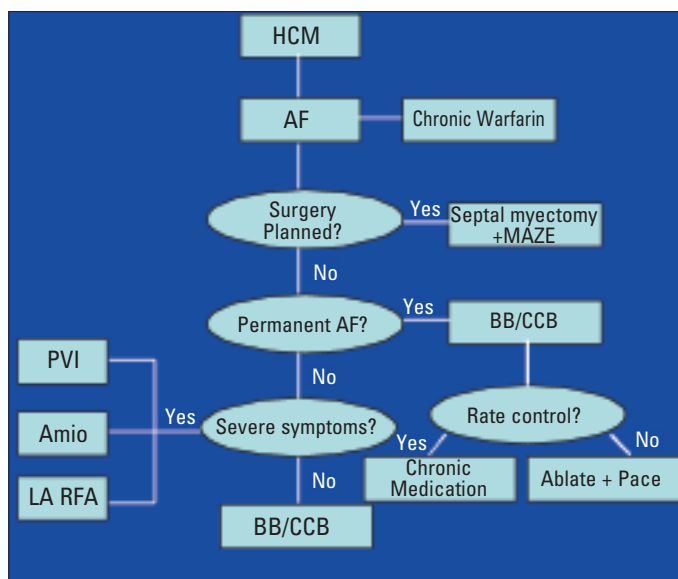 HCM
AF
Chronic Warfarin
Surgery
Planned?
Yes
Septal myectomy
+MAZE
No
Permanent AF?
Yes
BB/CCB
No
PVI
Amio
LA RFA
Yes
Severe symptoms?
Rate control?
Yes
No
Chronic
Medication
Ablate + Pace
No
BB/CCB